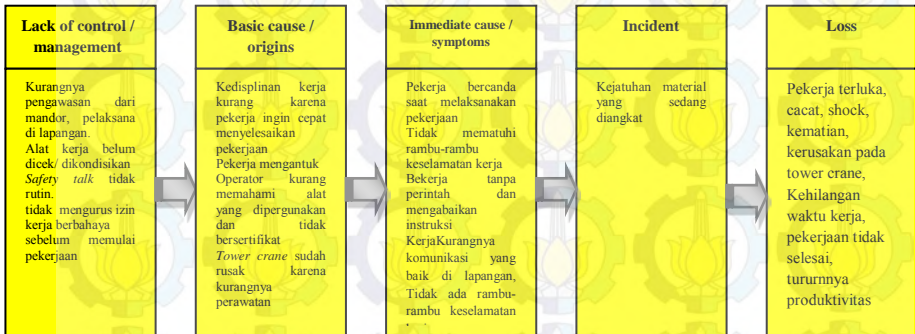 Lack of control /
management
Kurangnya
pengawasan dari
mandor, pelaksana
di lapangan.
Alat kerja belum
dicek/ dikondisikan
Safety talk tidak
rutin.
tidak mengurus izin
kerja berbahaya
sebelum memulai
pekerjaan
Basic cause /
origins
Kedisplinan kerja
kurang karena
pekerja ingin cepat
menyelesaikan
pekerjaan
Pekerja mengantuk
Operator kurang
memahami alat
yang dipergunakan
dan tidak
bersertifikat
Tower crane sudah
rusak karena
kurangnya
perawatan
Immediate cause /
symptoms
Pekerja bercanda
saat melaksanakan
pekerjaan
Tidak mematuhi
rambu-rambu
keselamatan kerja
Bekerja tanpa
perintah dan
mengabaikan
instruksi
KerjaKurangnya
komunikasi yang
baik di lapangan,
Tidak ada rambu-
rambu keselamatan
Incident
Kejatuhan material
yang sedang
diangkat
Loss
Pekerja terluka,
cacat, shock,
kematian,
kerusakan pada
tower crane,
Kehilangan
waktu kerja,
pekerjaan tidak
selesai,
tururnnya
produktivitas